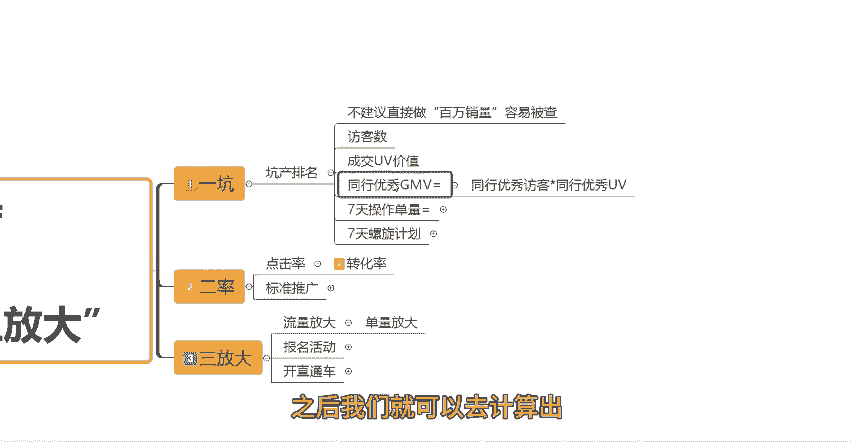 不建议直接做“百万销量”容易被查
访客数
成交UV价值
同行优秀GMV=
同行优秀访客*同行优秀UV
7天操作单量=
7天螺旋计划
坑产排名
1 一坑
点击率
转化率
标准推广
2 二率
流量放大
单量放大
报名活动
开直通车
3 三放大
放大”
之后我们就可以去计算出